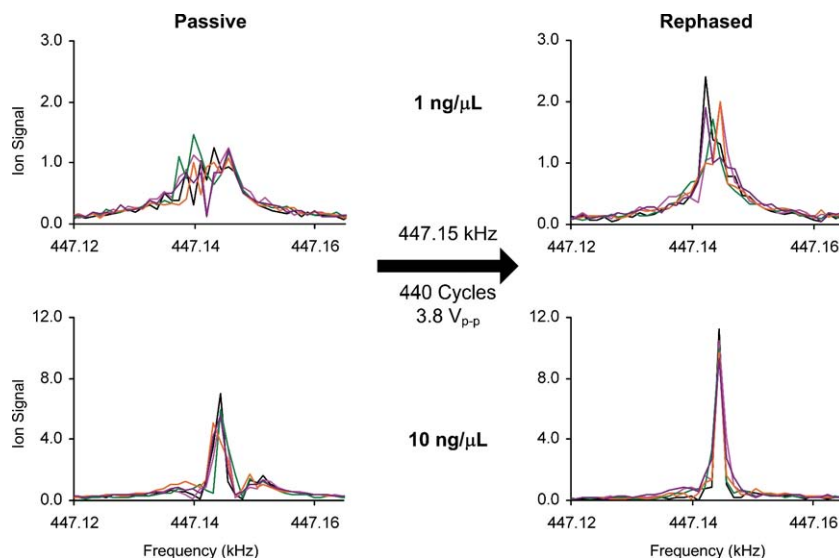 Passive
Rephased
3.0
2.0
1.0
0.0
Ion Signal
447.12
447.14
447.16
1 ng/μL
3.0
2.0
1.0
0.0
447.12
447.14
447.16
447.15 kHz
440 Cycles
3.8 Vp-p
12.0
8.0
4.0
0.0
Ion Signal
447.12
447.14
447.16
Frequency (kHz)
10 ng/μL
12.0
8.0
4.0
0.0
447.12
447.14
447.16
Frequency (kHz)